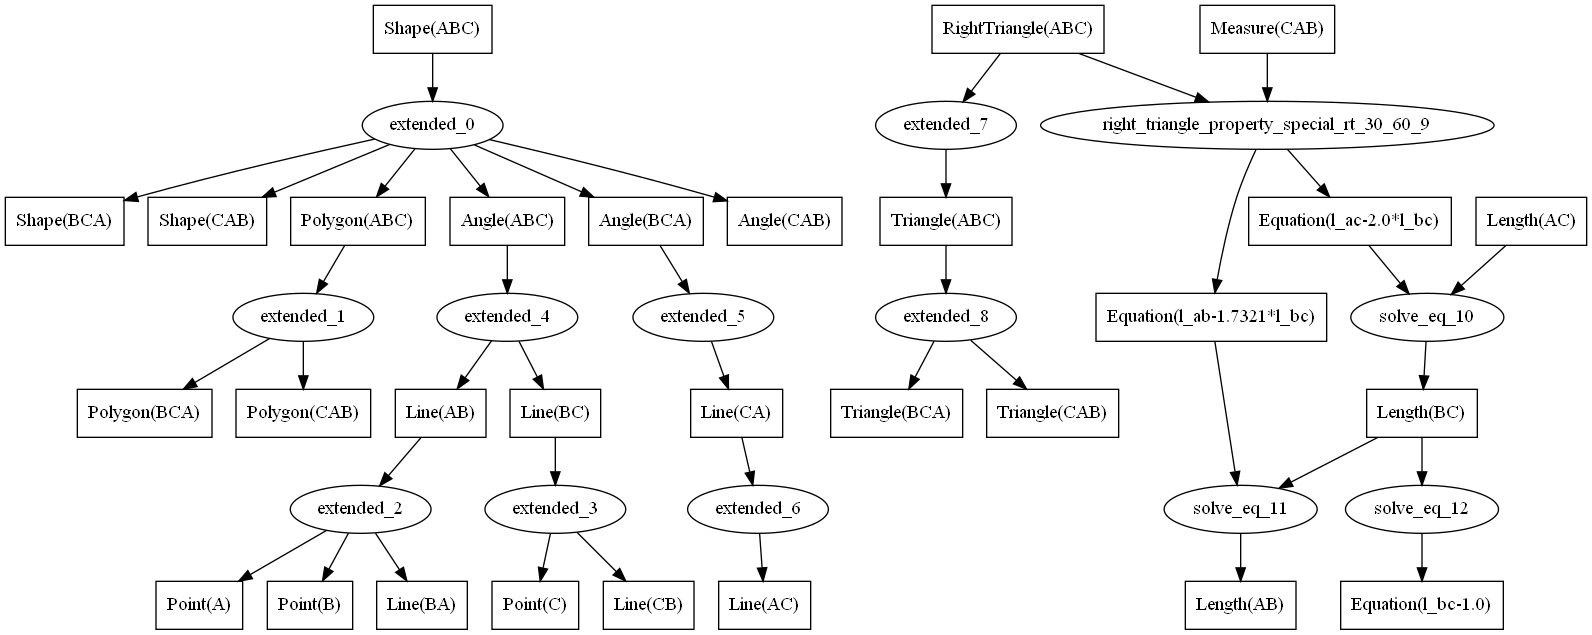 Shape(ABC)
RightTriangle(ABC)
Measure(CAB)
extended_0
extended_7
right_triangle_property_special_rt_30_60_9
Shape(BCA)
Shape(CAB)
Polygon(ABC)
Angle(ABC)
Angle(BCA)
Angle(CAB)
Triangle(ABC)
Equation(l_ac-2.0*l_bc)
Length(AC)
extended_1
extended_4
extended_5
extended_8
Equation(l_ab-1.7321*l_bc)
solve_eq_10
Polygon(BCA)
Polygon(CAB)
Line(AB)
Line(BC)
Line(CA)
Triangle(BCA)
Triangle(CAB)
Length(BC)
extended_2
extended_3
extended_6
solve_eq_11
solve_eq_12
Point(A)
Point(B)
Line(BA)
Point(C)
Line(CB)
Line(AC)
Length(AB)
Equation(l_bc-1.0)